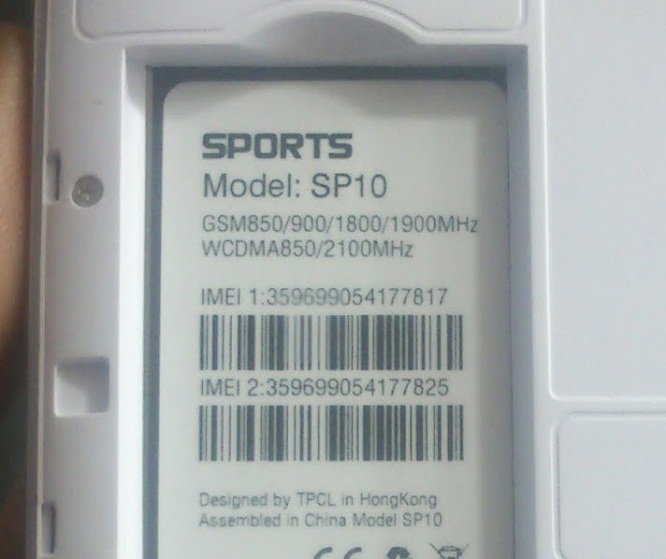 SPORTS
Model: SP10
GSM850/900/1800/1900MHz
WCDMA850/2100MHz
IMEI 1:359699054177817
IMEI 2:359699054177825
Designed by TPCL in HongKong
Assembled in China Model SP10